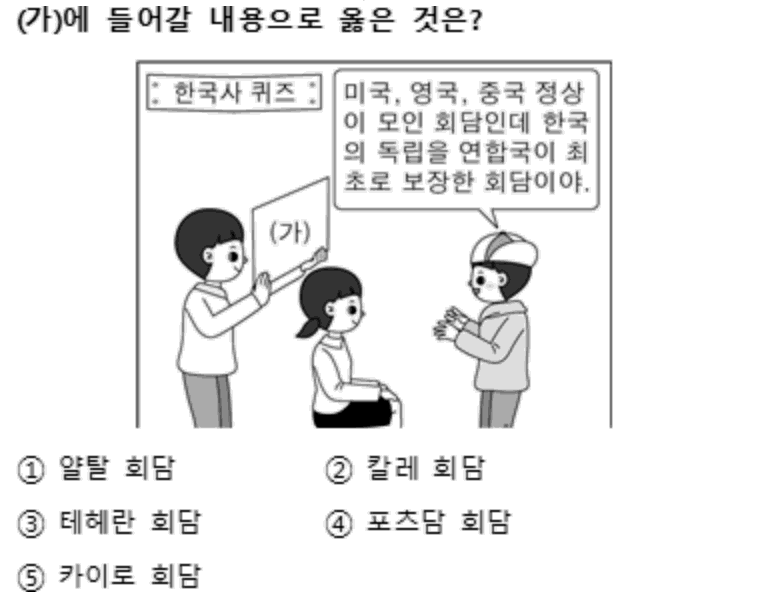 (가)에 들어갈 내용으로 옳은 것은?
한국사 퀴즈
미국, 영국, 중국 정상
이 모인 회담인데 한국
의 독립을 연합국이 최
초로 보장한 회담이야.
(가)
① 얄탈 회담
② 칼레 회담
③ 테헤란 회담
④ 포츠담 회담
⑤ 카이로 회담